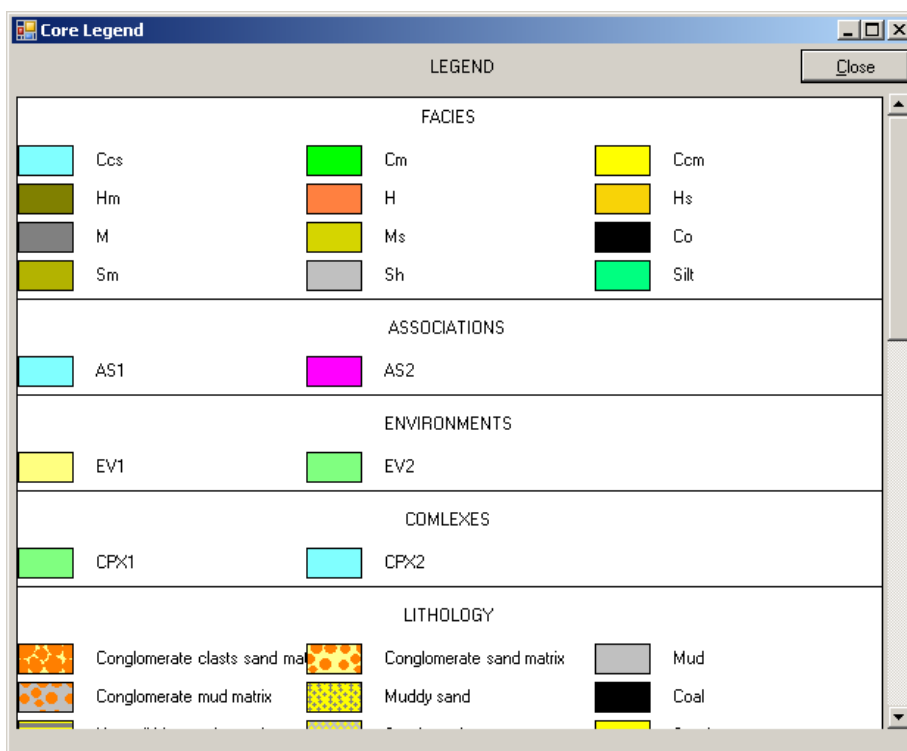 Core Legend
LEGEND
Close
FACIES
Ccs Cm Ccm
Hm H Hs
M Ms Co
Sm Sh Silt
ASSOCIATIONS
AS1 AS2
ENVIRONMENTS
EV1 EV2
COMLEXES
CPX1 CPX2
LITHOLOGY
Conglomerate clasts sand mat Conglomerate sand matrix Mud
Conglomerate mud matrix Muddy sand Coal